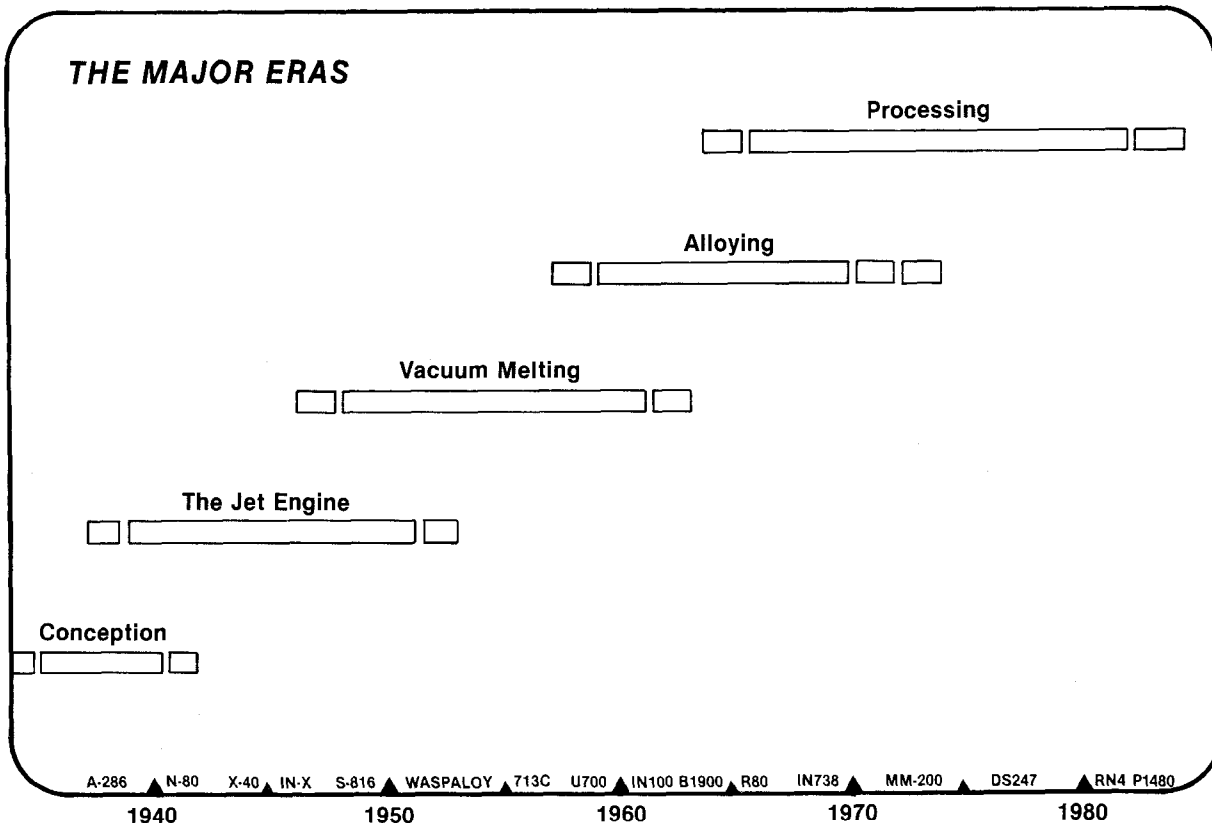 THE MAJOR ERAS
Processing
Alloying
Vacuum Melting
The Jet Engine
Conception
A-286 N-80 X-40 IN-X S-816 WASPALOY 713C U700 IN100 B1900 R80 IN738 MM-200 DS247 RN4 P1480
1940 1950 1960 1970 1980